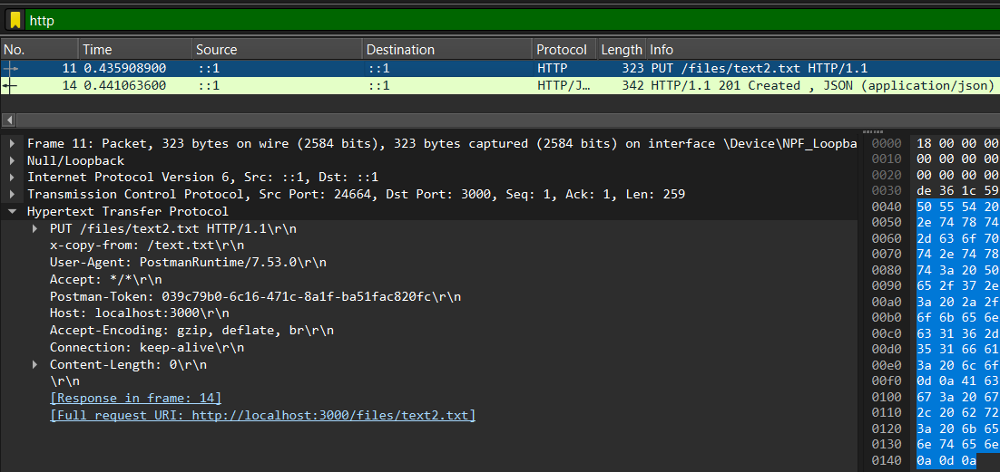 http
No. Time Source Destination Protocol Length Info
11 0.435908900 ::1 ::1 HTTP 323 PUT /files/text2.txt HTTP/1.1
14 0.441063600 ::1 ::1 HTTP/J… 342 HTTP/1.1 201 Created , JSON (application/json)
Frame 11: Packet, 323 bytes on wire (2584 bits), 323 bytes captured (2584 bits) on interface \Device\NPF_Loopba
Null/Loopback
Internet Protocol Version 6, Src: ::1, Dst: ::1
Transmission Control Protocol, Src Port: 24664, Dst Port: 3000, Seq: 1, Ack: 1, Len: 259
Hypertext Transfer Protocol
PUT /files/text2.txt HTTP/1.1\r\n
x-copy-from: /text.txt\r\n
User-Agent: PostmanRuntime/7.53.0\r\n
Accept: */*\r\n
Postman-Token: 039c79b0-6c16-471c-8a1f-ba51fac820fc\r\n
Host: localhost:3000\r\n
Accept-Encoding: gzip, deflate, br\r\n
Connection: keep-alive\r\n
Content-Length: 0\r\n
\r\n
[Response in frame: 14]
[Full request URI: http://localhost:3000/files/text2.txt]
0000 18 00 00 00
0010 00 00 00 00
0020 00 00 00 00
0030 de 36 1c 59
0040 50 55 54 20
0050 2e 74 78 74
0060 2d 63 6f 70
0070 74 2e 74 78
0080 74 3a 20 50
0090 65 2f 37 2e
00a0 3a 20 2a 2f
00b0 6f 6b 65 6e
00c0 63 31 36 2d
00d0 35 31 66 61
00e0 3a 20 6c 6f
00f0 0d 0a 41 63
0100 67 3a 20 67
0110 2c 20 62 72
0120 3a 20 6b 65
0130 6e 74 65 6e
0140 0a 0d 0a